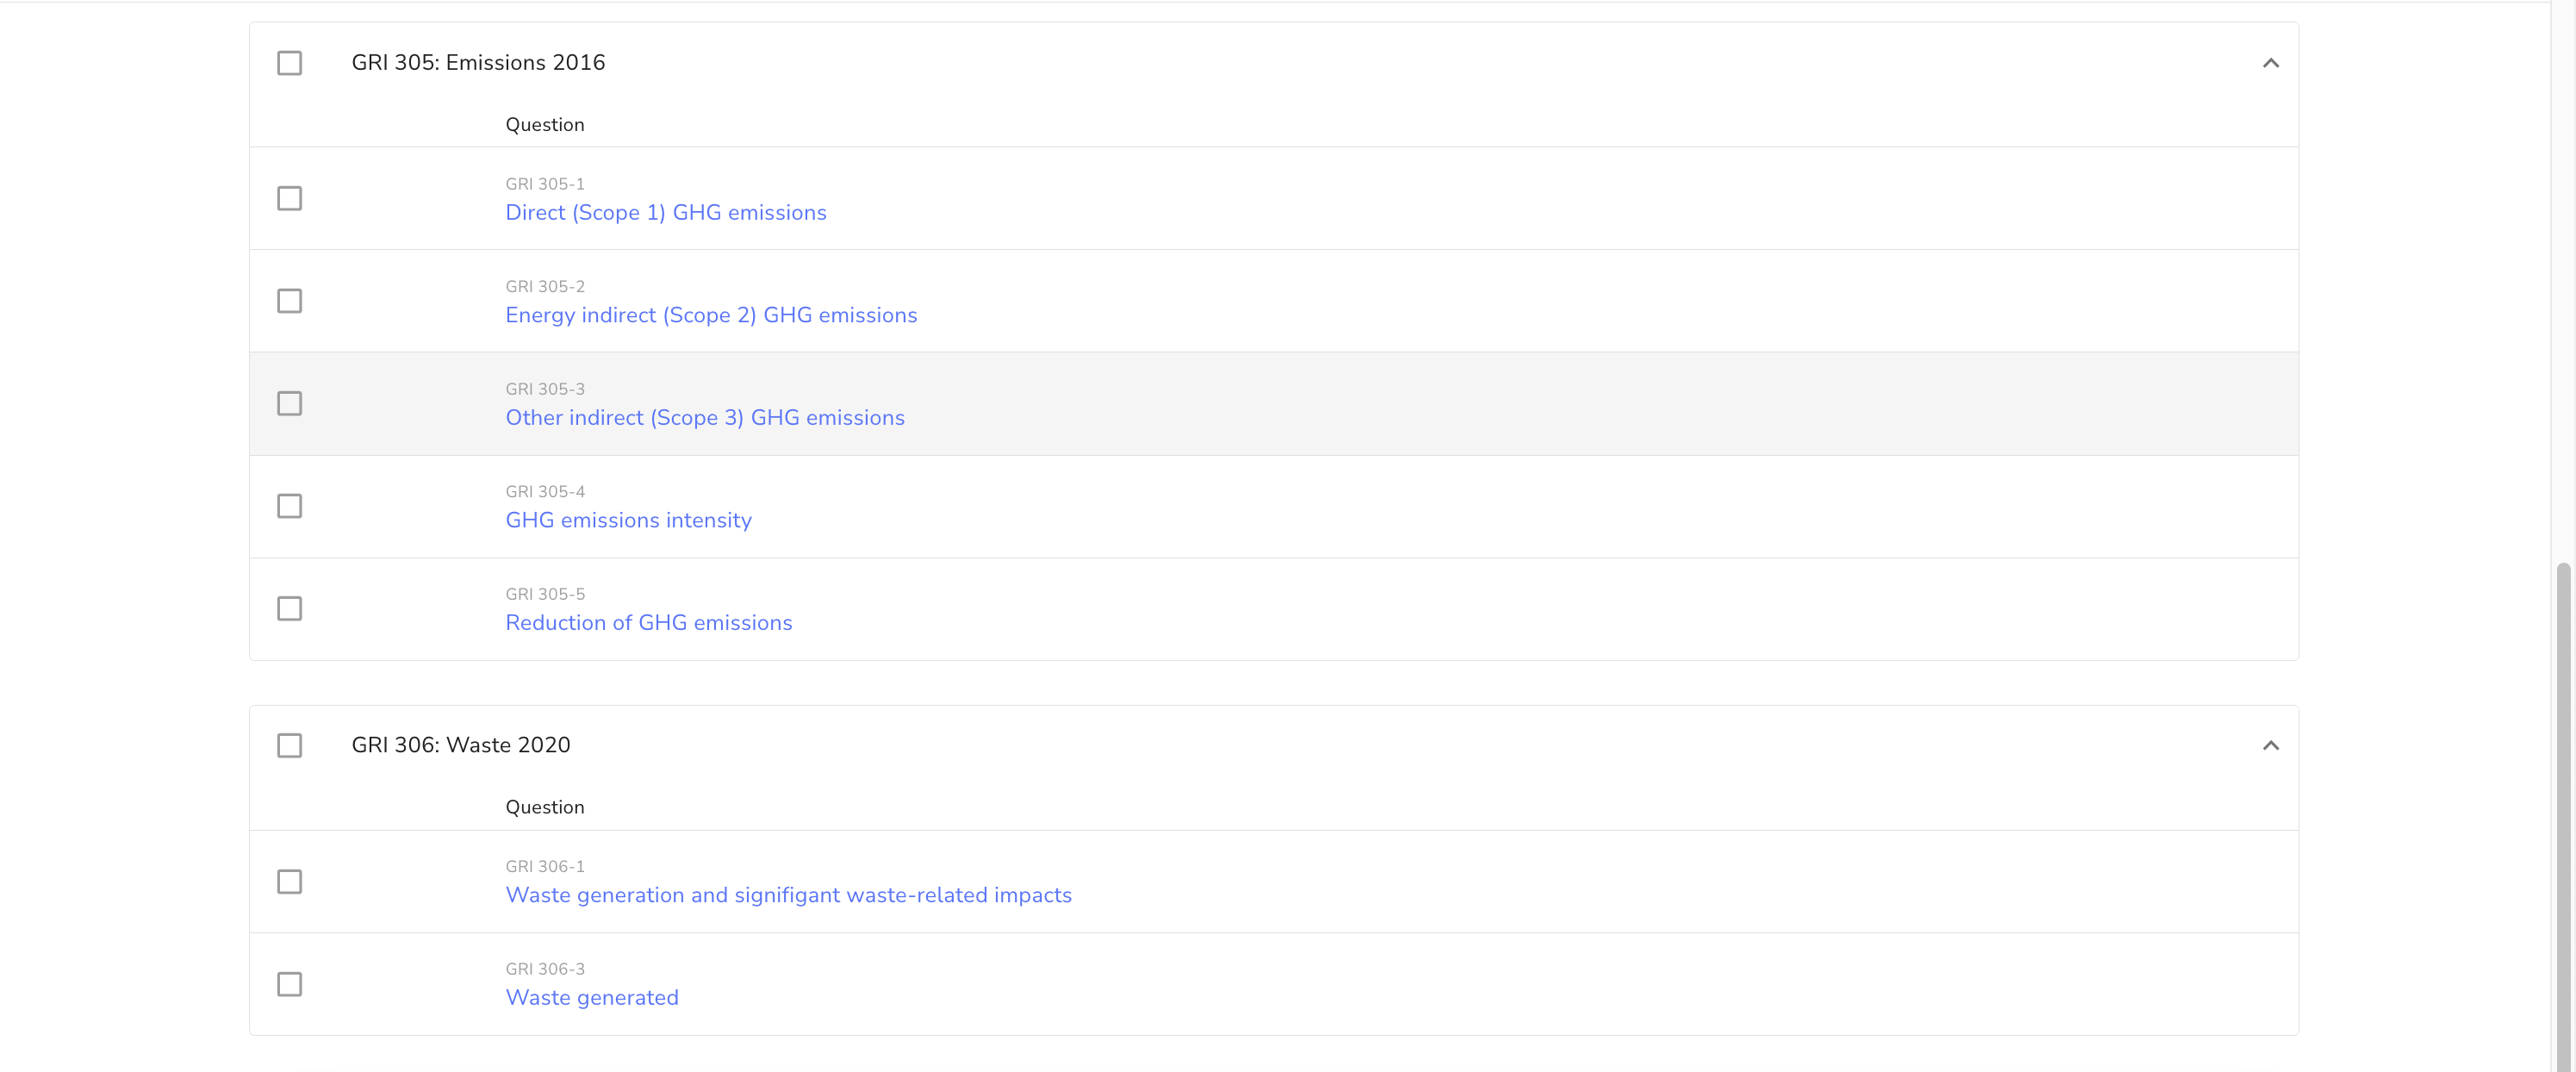 GRI 305: Emissions 2016
Question
GRI 305-1
Direct (Scope 1) GHG emissions
GRI 305-2
Energy indirect (Scope 2) GHG emissions
GRI 305-3
Other indirect (Scope 3) GHG emissions
GRI 305-4
GHG emissions intensity
GRI 305-5
Reduction of GHG emissions
GRI 306: Waste 2020
Question
GRI 306-1
Waste generation and signifigant waste-related impacts
GRI 306-3
Waste generated